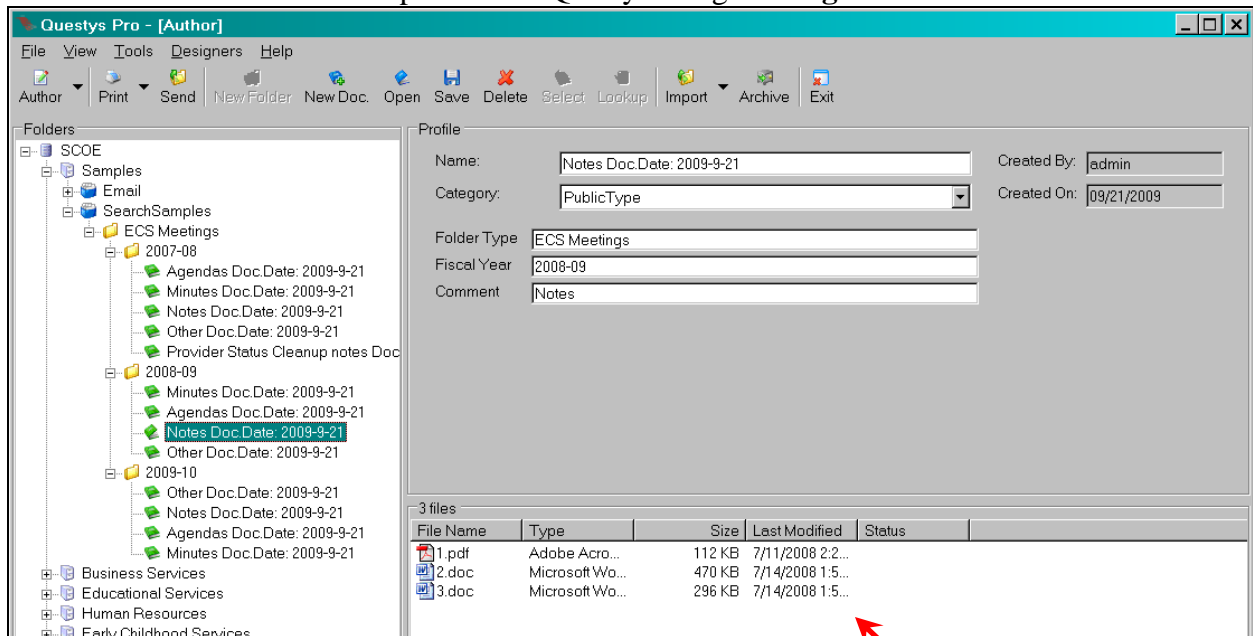 Questys Pro - [Author]
File View Tools Designers Help
Author Print Send New Folder New Doc. Open Save Delete Select Lookup Import Archive Exit
Folders
SCOE
Samples
Email
SearchSamples
ECS Meetings
2007-08
Agendas Doc.Date: 2009-9-21
Minutes Doc.Date: 2009-9-21
Notes Doc.Date: 2009-9-21
Other Doc.Date: 2009-9-21
Provider Status Cleanup notes Doc
2008-09
Minutes Doc.Date: 2009-9-21
Agendas Doc.Date: 2009-9-21
Notes Doc.Date: 2009-9-21
Other Doc.Date: 2009-9-21
2009-10
Other Doc.Date: 2009-9-21
Notes Doc.Date: 2009-9-21
Agendas Doc.Date: 2009-9-21
Minutes Doc.Date: 2009-9-21
Business Services
Educational Services
Human Resources
Early Childhood Services
Profile
Name: Notes Doc.Date: 2009-9-21 Created By: admin
Category: PublicType Created On: 09/21/2009
Folder Type ECS Meetings
Fiscal Year 2008-09
Comment Notes
3 files
File Name Type Size Last Modified Status
1.pdf Adobe Acro... 112 KB 7/11/2008 2:2...
2.doc Microsoft Wo... 470 KB 7/14/2008 1:5...
3.doc Microsoft Wo... 296 KB 7/14/2008 1:5...